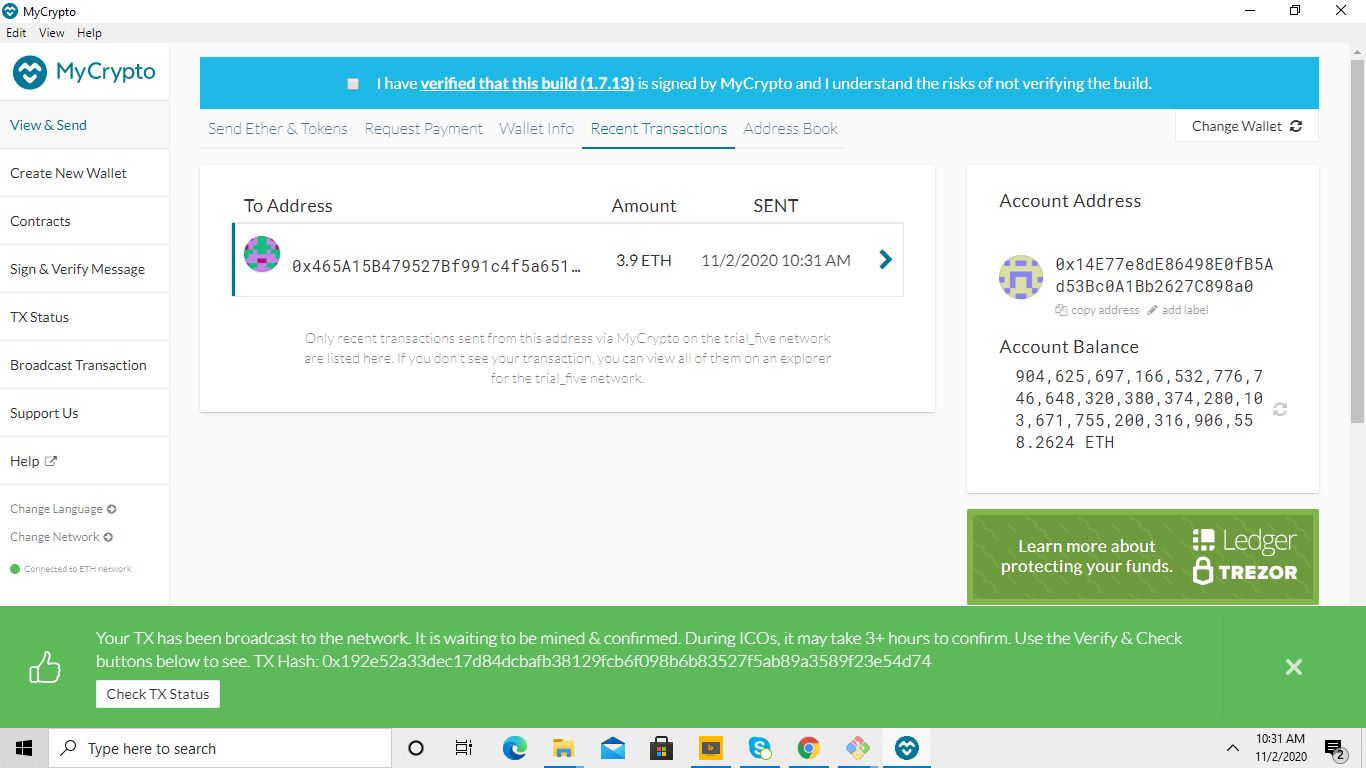 MyCrypto
Edit View Help
MyCrypto
I have verified that this build (1.7.13) is signed by MyCrypto and I understand the risks of not verifying the build.
View & Send
Create New Wallet
Contracts
Sign & Verify Message
TX Status
Broadcast Transaction
Support Us
Help
Change Language
Change Network
Connected to ETH network
Send Ether & Tokens Request Payment Wallet Info Recent Transactions Address Book
Change Wallet
To Address Amount SENT
0x465A15B479527Bf991c4f5a651… 3.9 ETH 11/2/2020 10:31 AM
Only recent transactions sent from this address via MyCrypto on the trial_five network
are listed here. If you don't see your transaction, you can view all of them on an explorer
for the trial_five network.
Account Address
0x14E77e8dE86498E0fB5A
d53Bc0A1Bb2627C898a0
copy address add label
Account Balance
904,625,697,166,532,776,7
46,648,320,380,374,280,10
3,671,755,200,316,906,55
8.2624 ETH
Learn more about
protecting your funds.
Ledger
TREZOR
Your TX has been broadcast to the network. It is waiting to be mined & confirmed. During ICOs, it may take 3+ hours to confirm. Use the Verify & Check
buttons below to see. TX Hash: 0x192e52a33dec17d84dcbafb38129fcb6f098b6b83527f5ab89a3589f23e54d74
Check TX Status
Type here to search
10:31 AM
11/2/2020
2